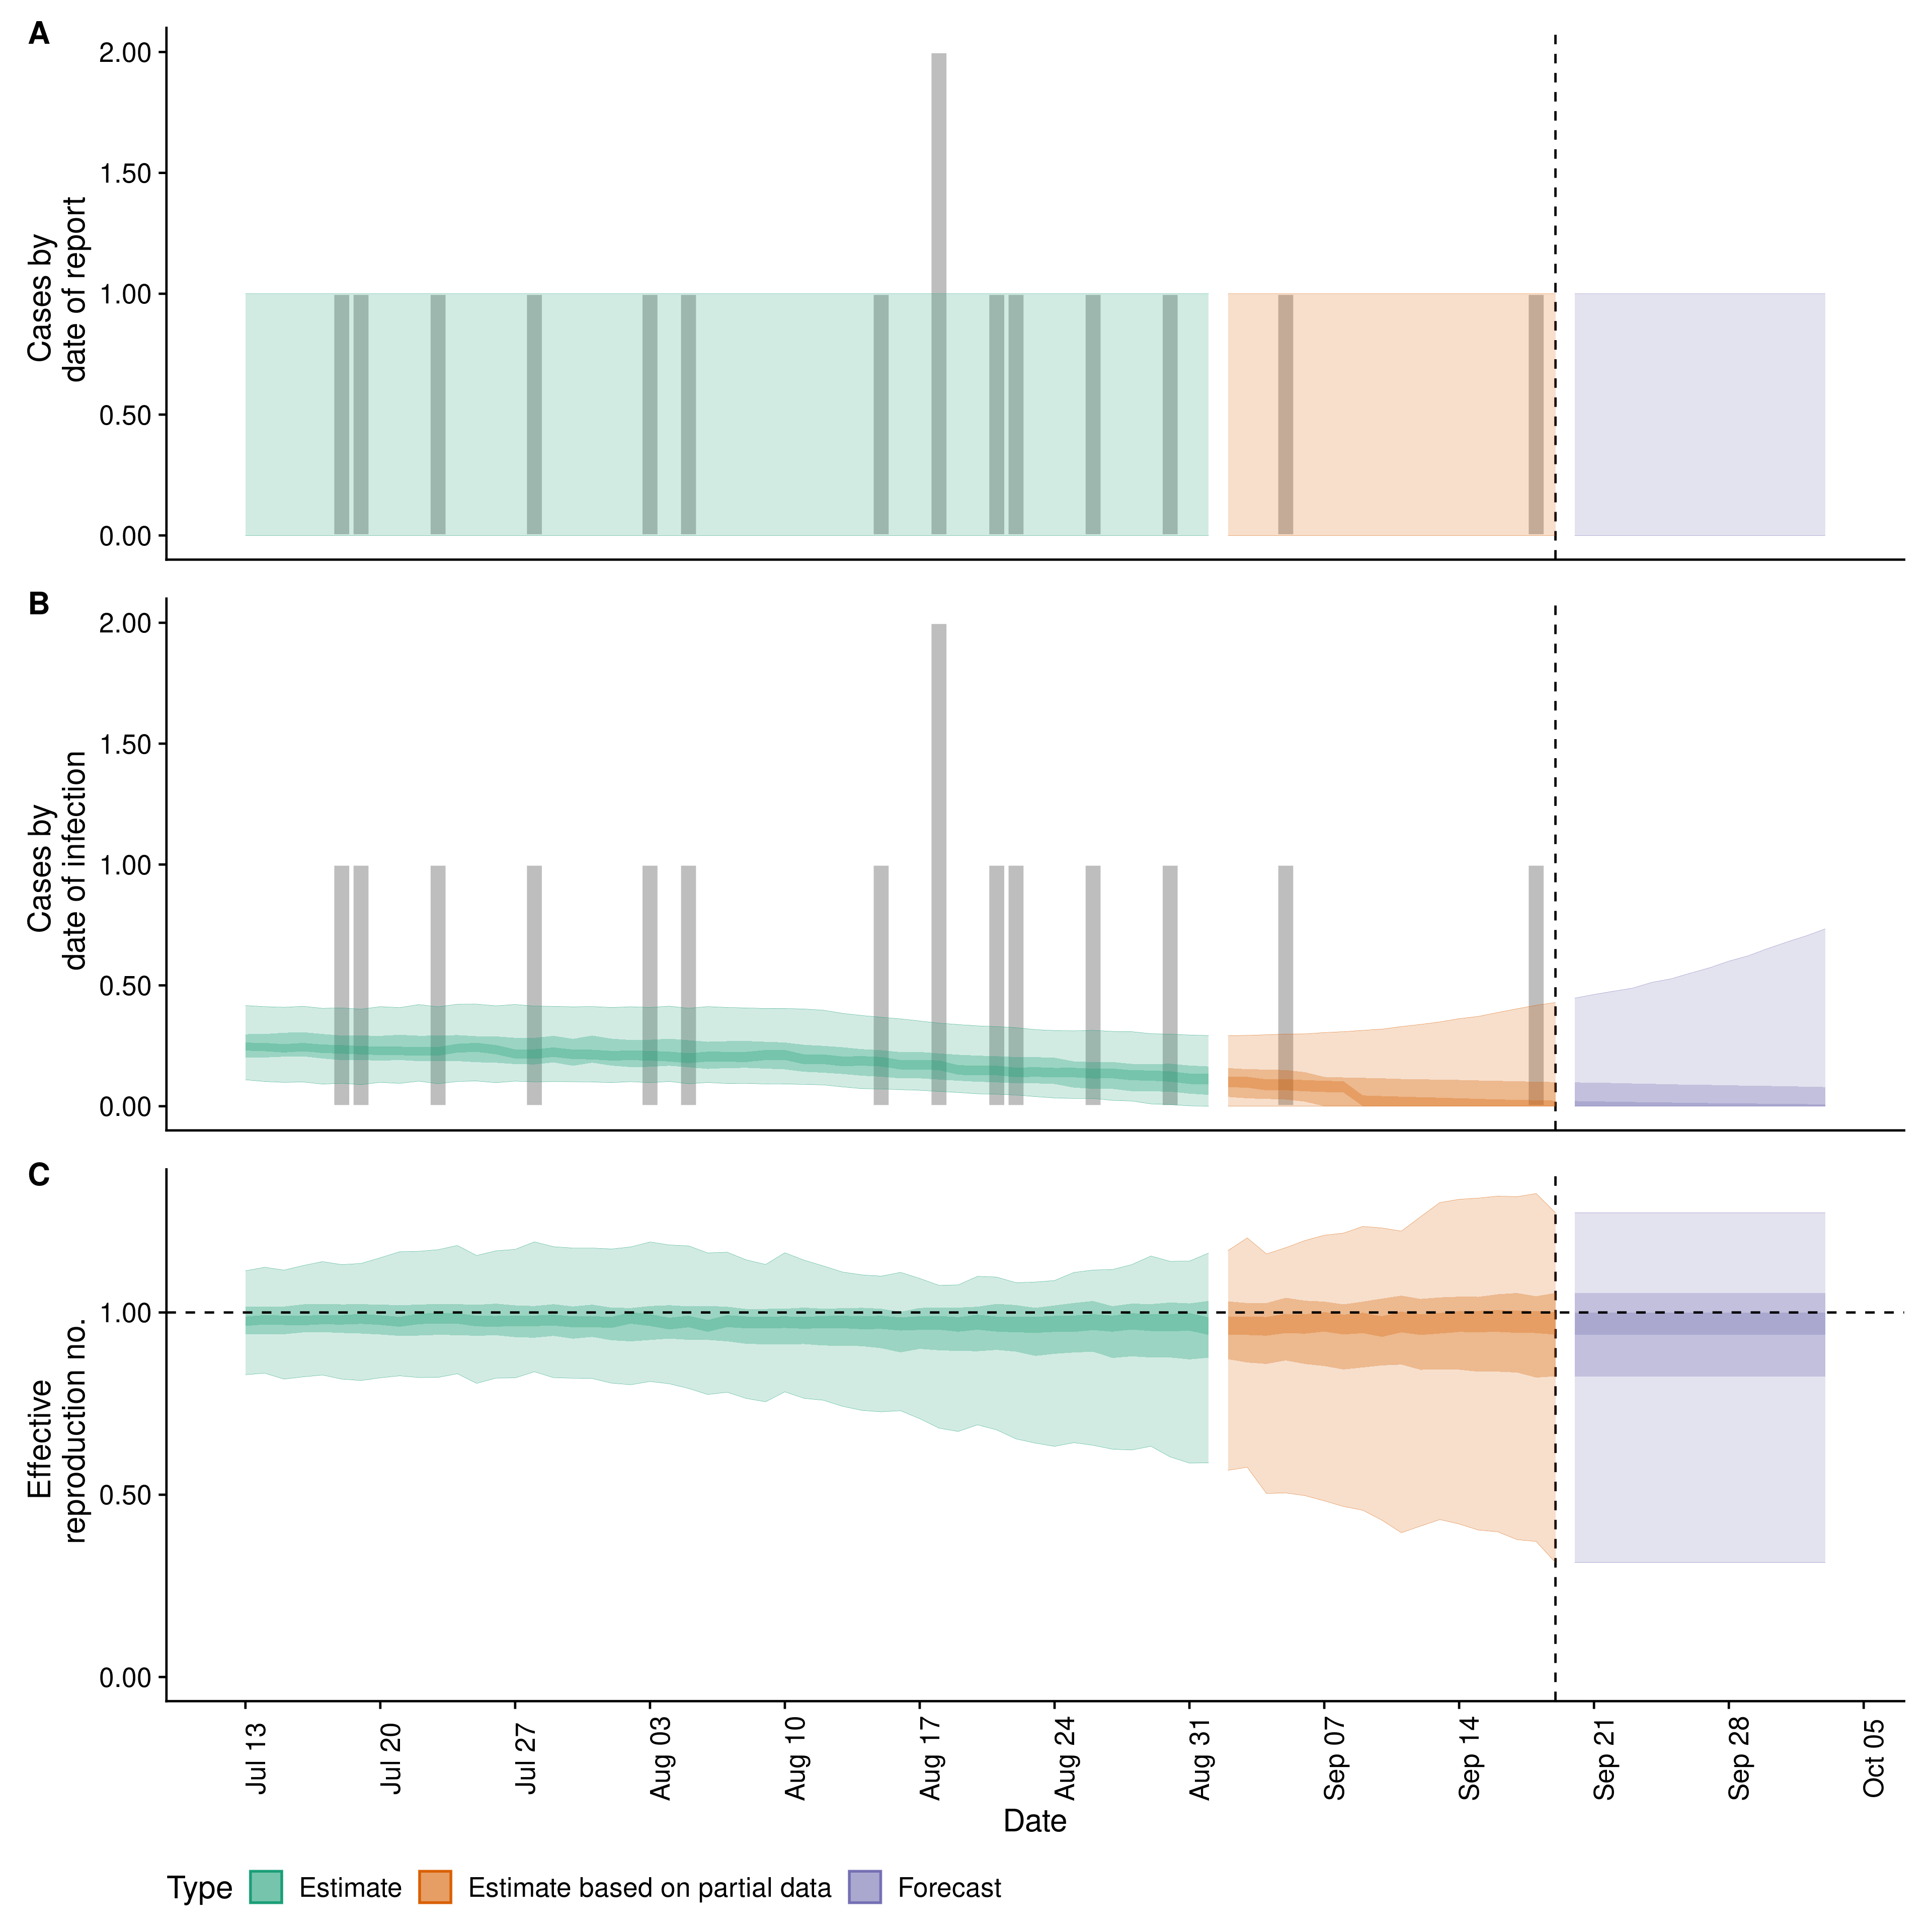 A
2.00
1.50
1.00
0.50
0.00
Cases by
date of report
B
2.00
1.50
1.00
0.50
0.00
Cases by
date of infection
C
1.00
0.50
0.00
Effective
reproduction no.
Jul 13
Jul 20
Jul 27
Aug 03
Aug 10
Aug 17
Aug 24
Aug 31
Sep 07
Sep 14
Sep 21
Sep 28
Oct 05
Date
Type Estimate Estimate based on partial data Forecast